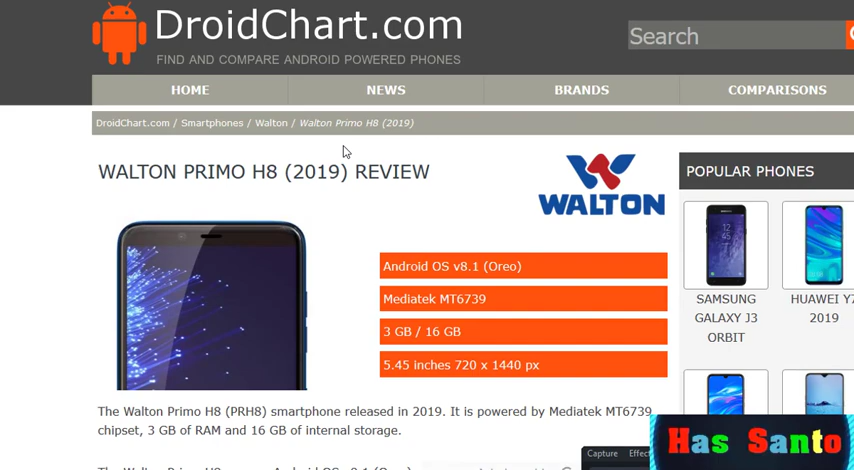 DroidChart.com
FIND AND COMPARE ANDROID POWERED PHONES
Search
HOME NEWS BRANDS COMPARISONS
DroidChart.com / Smartphones / Walton / Walton Primo H8 (2019)
WALTON PRIMO H8 (2019) REVIEW
WALTON
Android OS v8.1 (Oreo)
Mediatek MT6739
3 GB / 16 GB
5.45 inches 720 x 1440 px
The Walton Primo H8 (PRH8) smartphone released in 2019. It is powered by Mediatek MT6739
chipset, 3 GB of RAM and 16 GB of internal storage.
POPULAR PHONES
SAMSUNG
GALAXY J3
ORBIT
HUAWEI Y7
2019
Capture
Has Santo